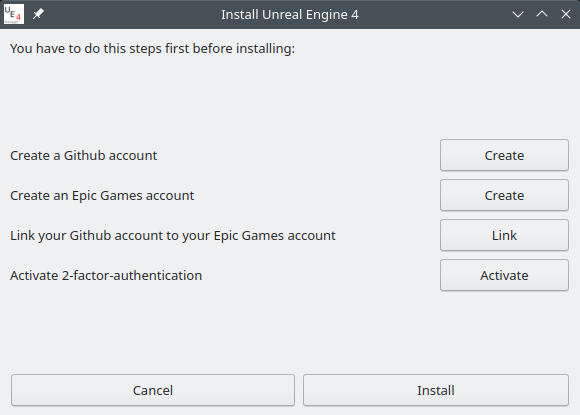 UE4
Install Unreal Engine 4
You have to do this steps first before installing:
Create a Github account
Create
Create an Epic Games account
Create
Link your Github account to your Epic Games account
Link
Activate 2-factor-authentication
Activate
Cancel
Install